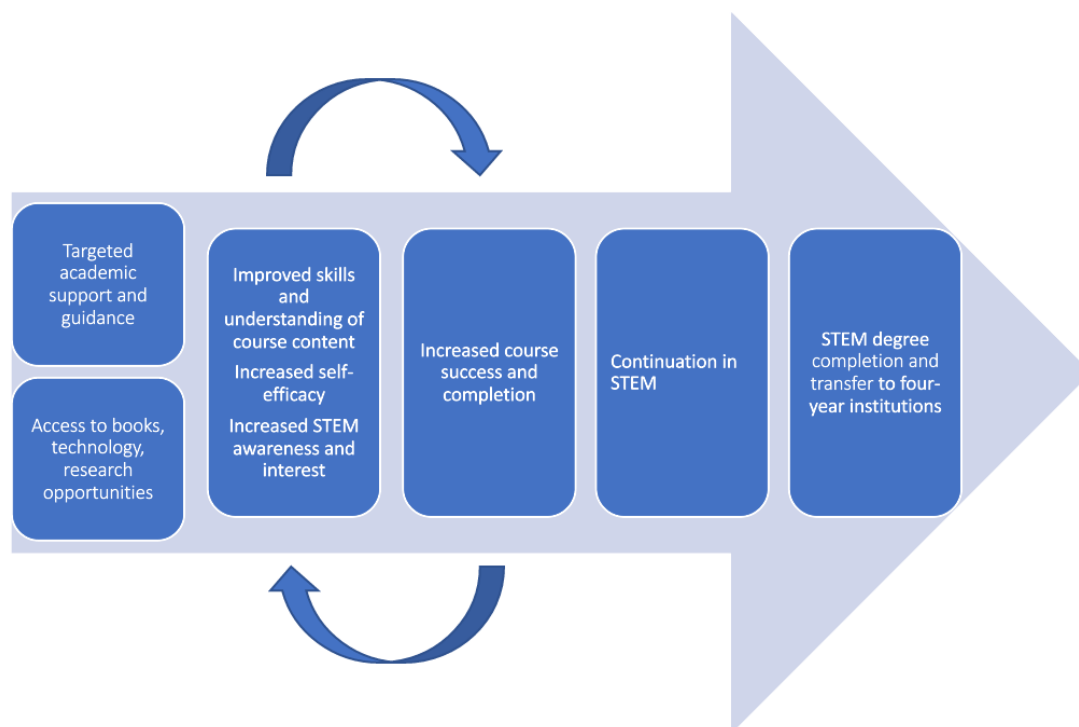 Targeted
academic
support and
guidance
Access to books,
technology,
research
opportunities
Improved skills
and
understanding of
course content
Increased self-
efficacy
Increased STEM
awareness and
interest
Increased course
success and
completion
Continuation in
STEM
STEM degree
completion and
transfer to four-
year institutions